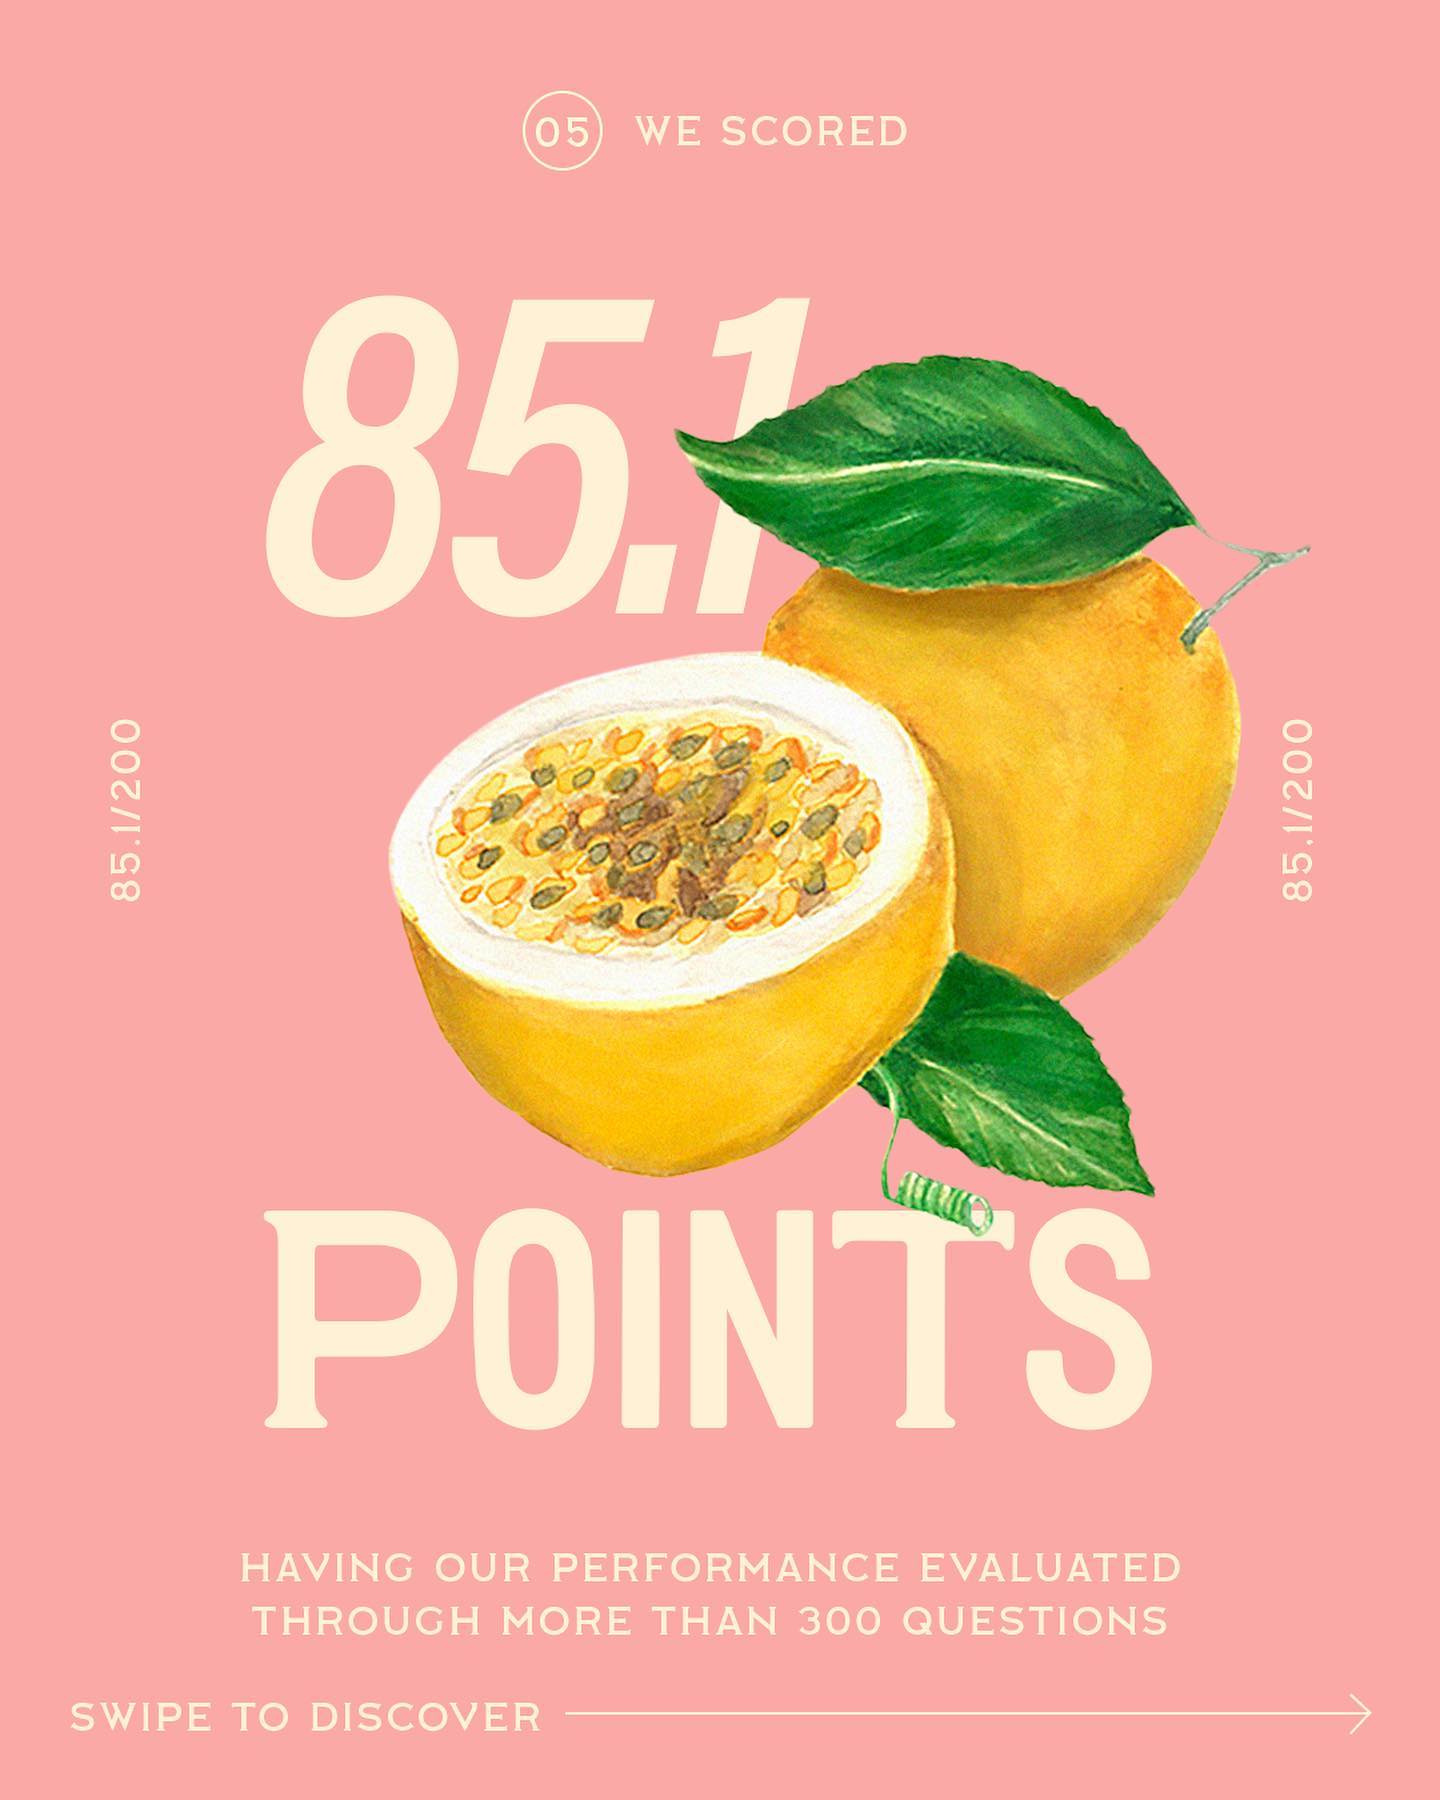 05 WE SCORED
85.1
85.1/200
85.1/200
POINTS
HAVING OUR PERFORMANCE EVALUATED
THROUGH MORE THAN 300 QUESTIONS
SWIPE TO DISCOVER